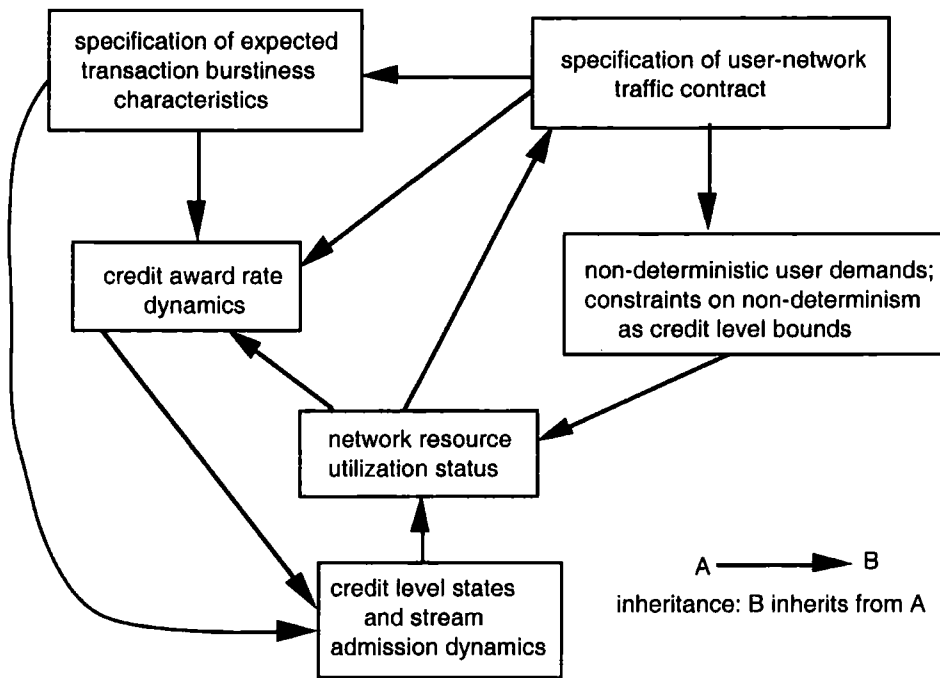 specification of expected
transaction burstiness
characteristics
specification of user-network
traffic contract
credit award rate
dynamics
non-deterministic user demands;
constraints on non-determinism
as credit level bounds
network resource
utilization status
credit level states
and stream
admission dynamics
A B
inheritance: B inherits from A